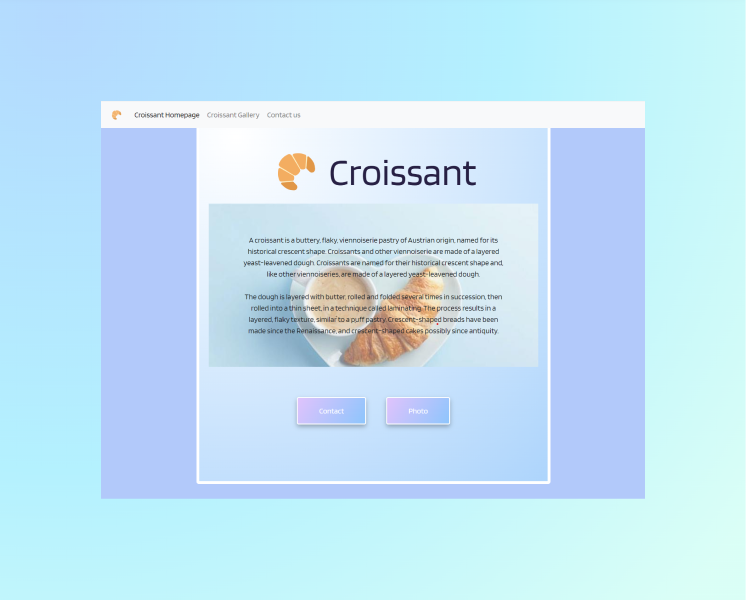 Croissant Homepage Croissant Gallery Contact us
Croissant
A croissant is a buttery, flaky, viennoiserie pastry of Austrian origin, named for its
historical crescent shape. Croissants and other viennoiserie are made of a layered
yeast-leavened dough. Croissants are named for their historical crescent shape and,
like other viennoiseries, are made of a layered yeast-leavened dough.
The dough is layered with butter, rolled and folded several times in succession, then
rolled into a thin sheet, in a technique called laminating. The process results in a
layered, flaky texture, similar to a puff pastry. Crescent-shaped breads have been
made since the Renaissance, and crescent-shaped cakes possibly since antiquity.
Contact
Photo